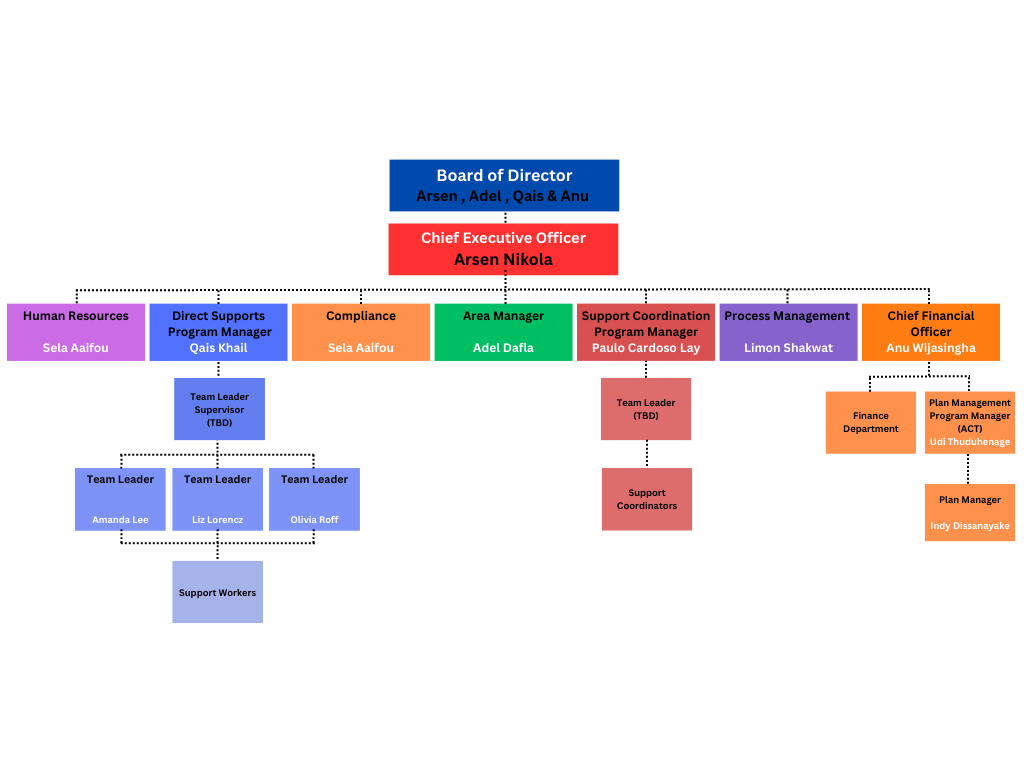 Board of Director
Arsen , Adel , Qais & Anu
Chief Executive Officer
Arsen Nikola
Human Resources
Sela Aaifou
Direct Supports
Program Manager
Qais Khail
Compliance
Sela Aaifou
Area Manager
Adel Dafla
Support Coordination
Program Manager
Paulo Cardoso Lay
Process Management
Limon Shakwat
Chief Financial
Officer
Anu Wijasingha
Team Leader
Supervisor
(TBD)
Team Leader
(TBD)
Finance
Department
Plan Management
Program Manager
(ACT)
Udi Thuduhenage
Team Leader
Amanda Lee
Team Leader
Liz Lorencz
Team Leader
Olivia Roff
Support
Coordinators
Plan Manager
Indy Dissanayake
Support Workers